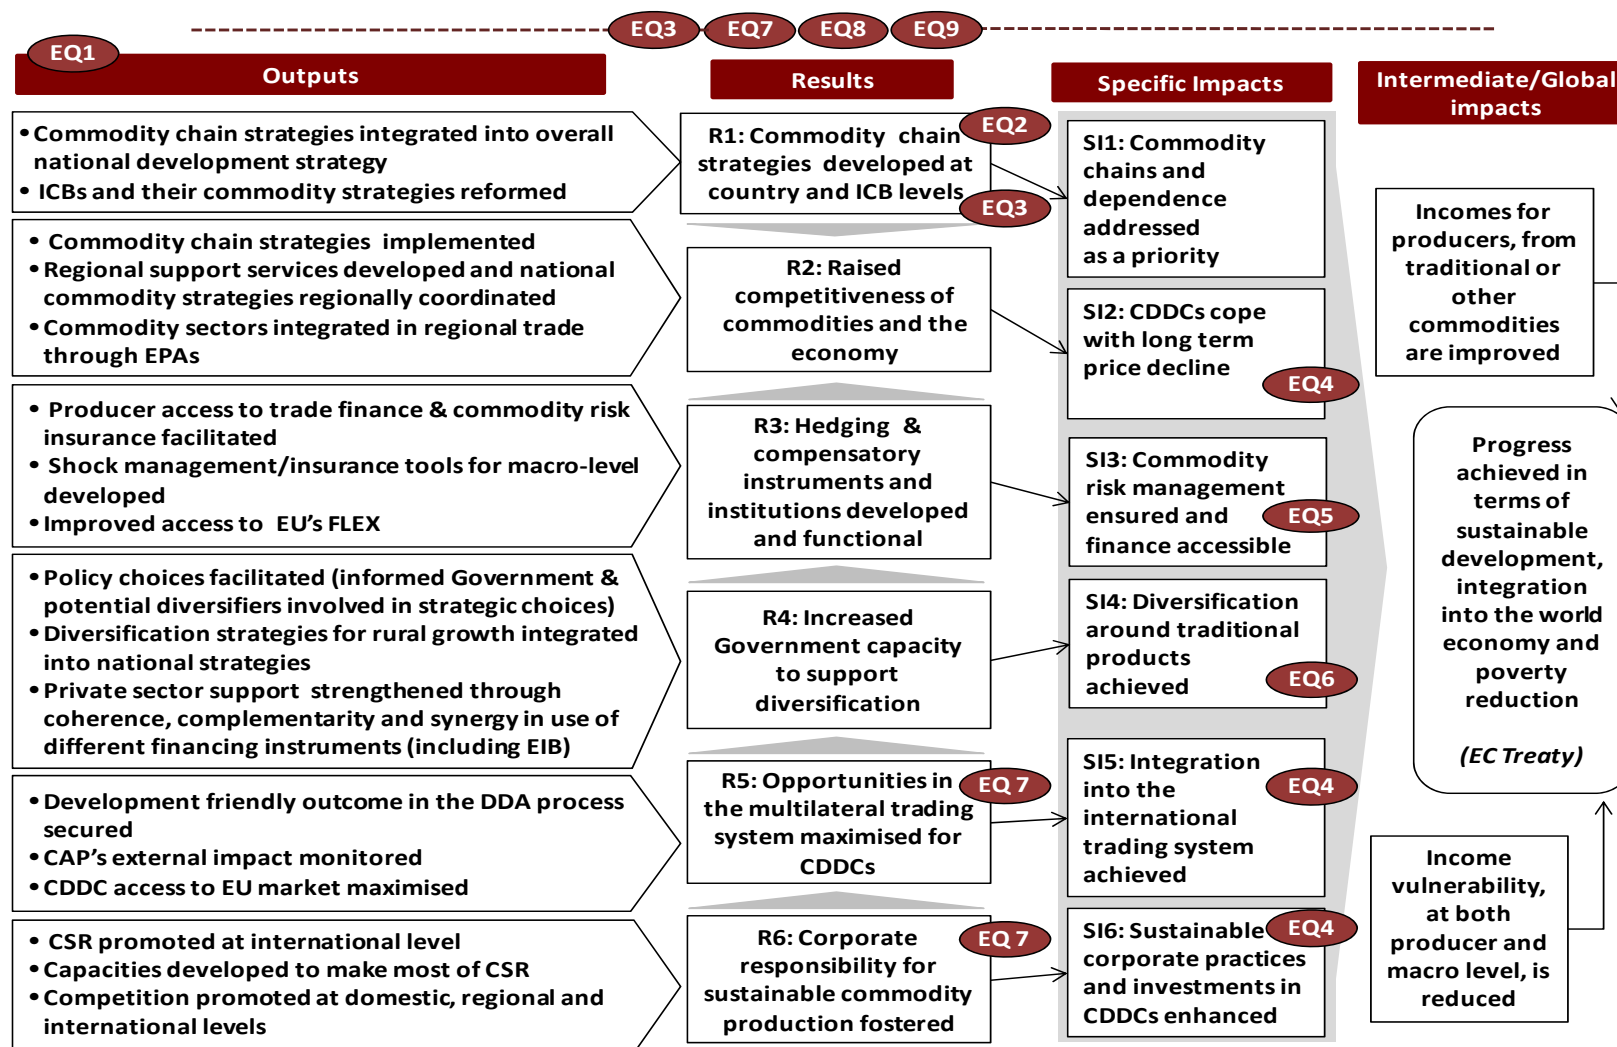 EQ3 EQ7 EQ8 EQ9
EQ1
Outputs
Results
Specific Impacts
Intermediate/Global
impacts
• Commodity chain strategies integrated into overall
national development strategy
• ICBs and their commodity strategies reformed
R1: Commodity chain
strategies developed at
country and ICB levels
EQ2
EQ3
SI1: Commodity
chains and
dependence
addressed
as a priority
• Commodity chain strategies implemented
• Regional support services developed and national
commodity strategies regionally coordinated
• Commodity sectors integrated in regional trade
through EPAs
R2: Raised
competitiveness of
commodities and the
economy
SI2: CDDCs cope
with long term
price decline
EQ4
• Producer access to trade finance & commodity risk
insurance facilitated
• Shock management/insurance tools for macro-level
developed
• Improved access to EU's FLEX
R3: Hedging &
compensatory
instruments and
institutions developed
and functional
SI3: Commodity
risk management
ensured and
finance accessible
EQ5
• Policy choices facilitated (informed Government &
potential diversifiers involved in strategic choices)
• Diversification strategies for rural growth integrated
into national strategies
• Private sector support strengthened through
coherence, complementarity and synergy in use of
different financing instruments (including EIB)
R4: Increased
Government capacity
to support
diversification
SI4: Diversification
around traditional
products
achieved
EQ6
• Development friendly outcome in the DDA process
secured
• CAP's external impact monitored
• CDDC access to EU market maximised
R5: Opportunities in
the multilateral trading
system maximised for
CDDCs
EQ 7
SI5: Integration
into the
international
trading system
achieved
EQ4
• CSR promoted at international level
• Capacities developed to make most of CSR
• Competition promoted at domestic, regional and
international levels
R6: Corporate
responsibility for
sustainable commodity
production fostered
EQ 7
SI6: Sustainable
corporate practices
and investments in
CDDCs enhanced
EQ4
Incomes for
producers, from
traditional or
other
commodities
are improved
Progress
achieved in
terms of
sustainable
development,
integration
into the world
economy and
poverty
reduction
(EC Treaty)
Income
vulnerability,
at both
producer and
macro level, is
reduced